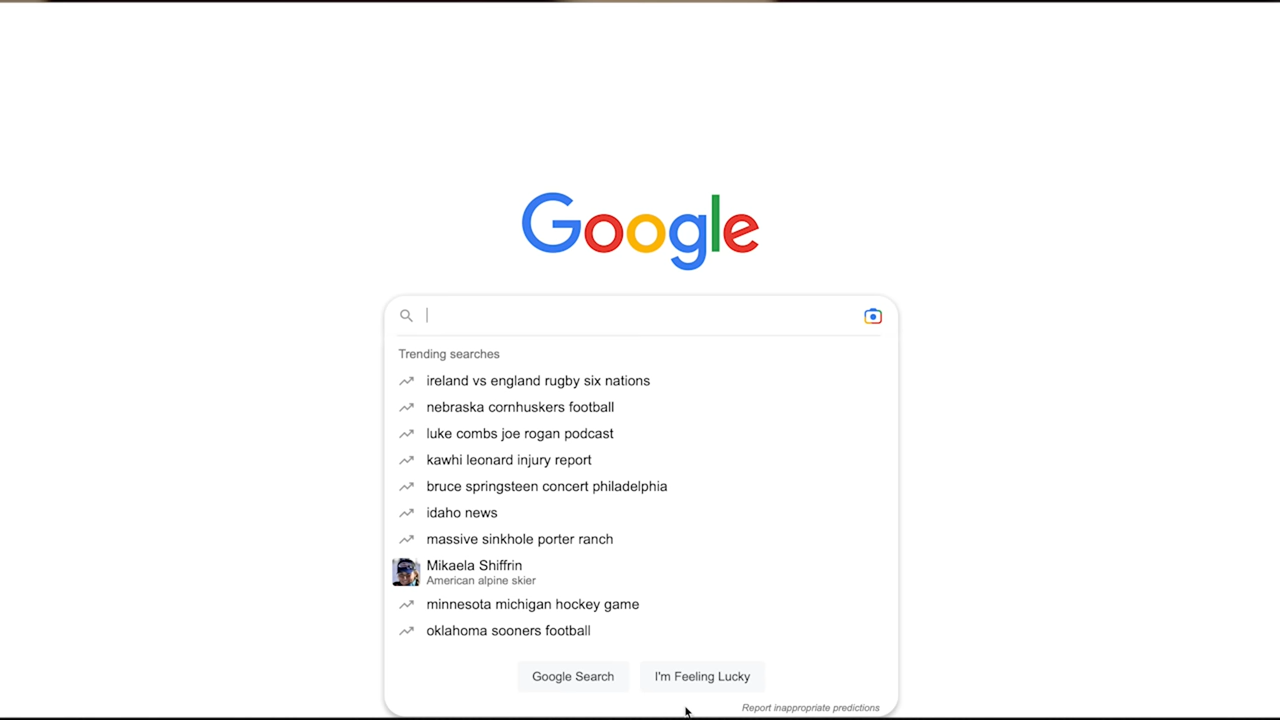 Google
Trending searches
ireland vs england rugby six nations
nebraska cornhuskers football
luke combs joe rogan podcast
kawhi leonard injury report
bruce springsteen concert philadelphia
idaho news
massive sinkhole porter ranch
Mikaela Shiffrin
American alpine skier
minnesota michigan hockey game
oklahoma sooners football
Google Search I'm Feeling Lucky
Report inappropriate predictions